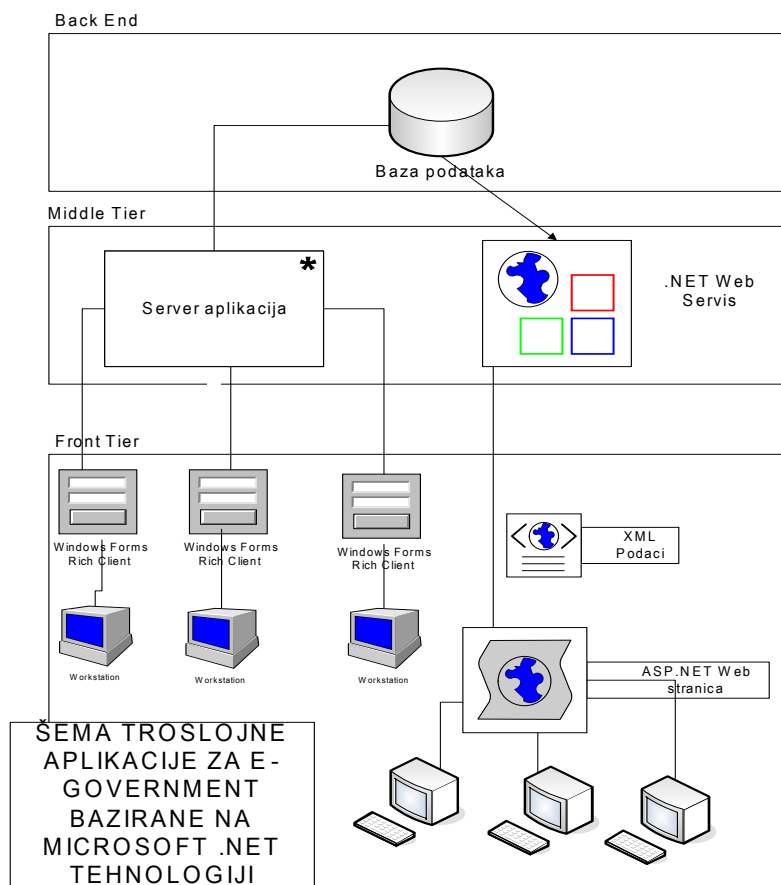 Back End
Baza podataka
Middle Tier
*
Server aplikacija
.NET Web
Servis
Front Tier
Windows Forms
Rich Client
Windows Forms
Rich Client
Windows Forms
Rich Client
XML
Podaci
Workstation
Workstation
Workstation
ASP.NET Web
stranica
ŠEMA TROSLOJNE
APLIKACIJE ZA E-
GOVERNMENT
BAZIRANE NA
MICROSOFT .NET
TEHNOLOGIJI